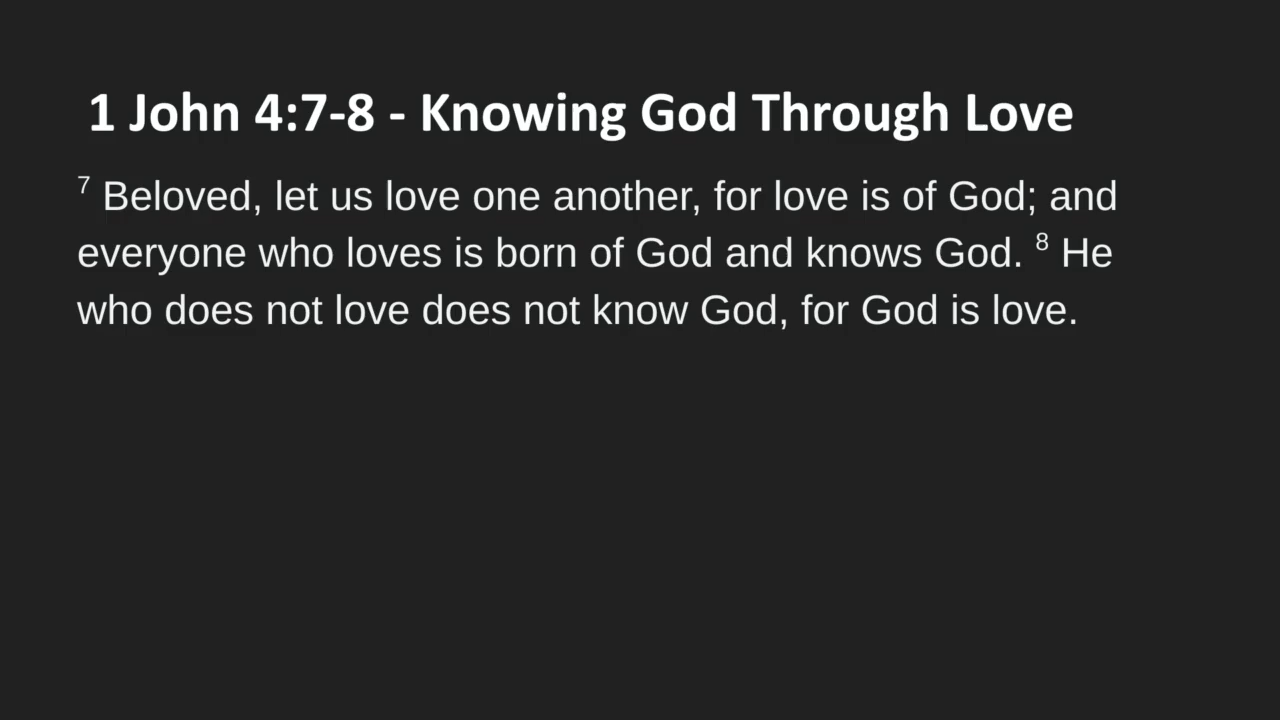 1 John 4:7-8 - Knowing God Through Love
7 Beloved, let us love one another, for love is of God; and
everyone who loves is born of God and knows God. 8 He
who does not love does not know God, for God is love.